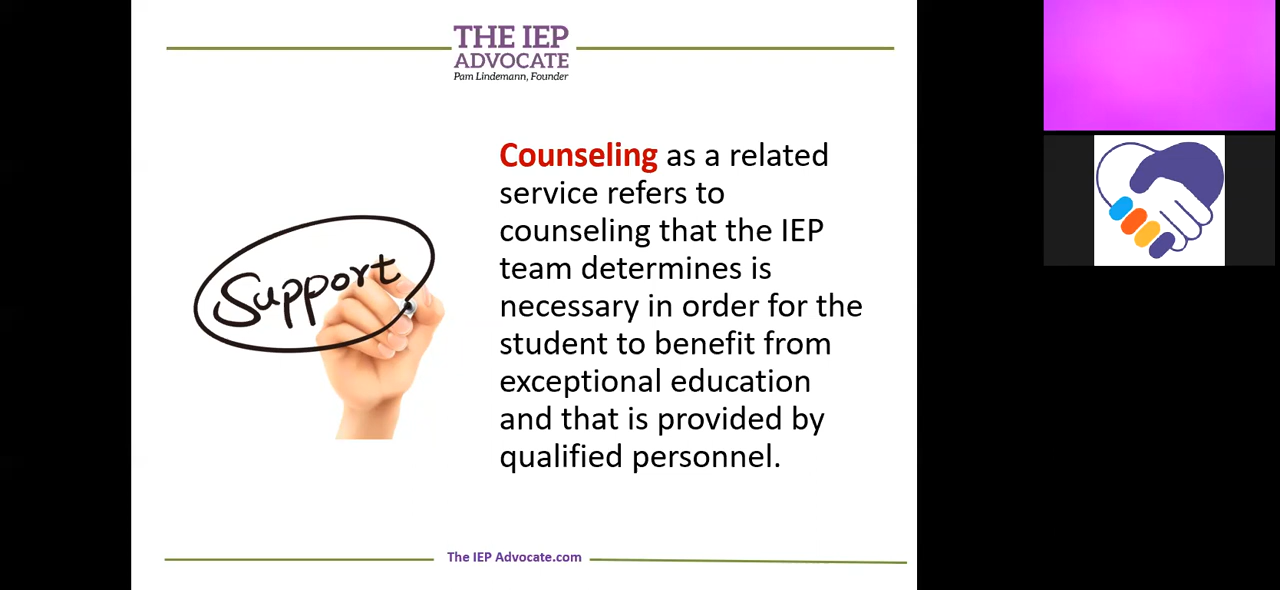 THE IEP
ADVOCATE
Pam Lindemann, Founder
Support
Counseling as a related
service refers to
counseling that the IEP
team determines is
necessary in order for the
student to benefit from
exceptional education
and that is provided by
qualified personnel.
The IEP Advocate.com